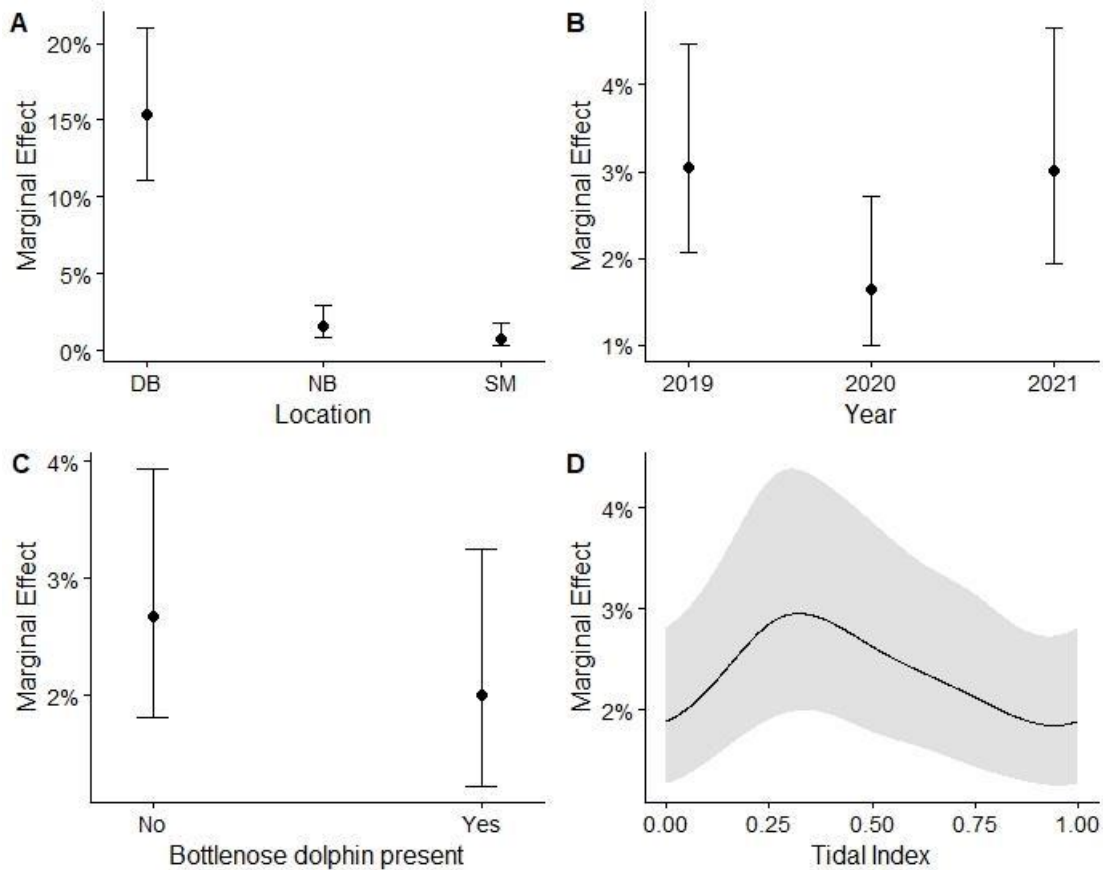 A
Marginal Effect
20%
15%
10%
5%
0%
DB NB SM
Location
B
Marginal Effect
4%
3%
2%
1%
2019 2020 2021
Year
C
Marginal Effect
4%
3%
2%
No Yes
Bottlenose dolphin present
D
Marginal Effect
4%
3%
2%
0.00 0.25 0.50 0.75 1.00
Tidal Index